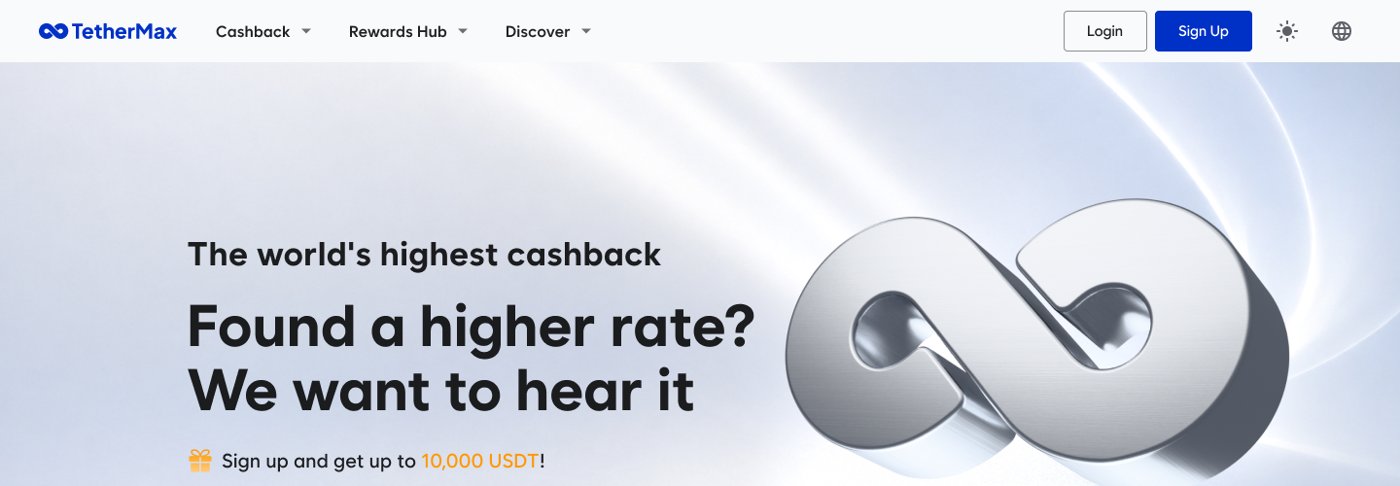 TetherMax
Cashback
Rewards Hub
Discover
Login
Sign Up
The world's highest cashback
Found a higher rate?
We want to hear it
Sign up and get up to 10,000 USDT!